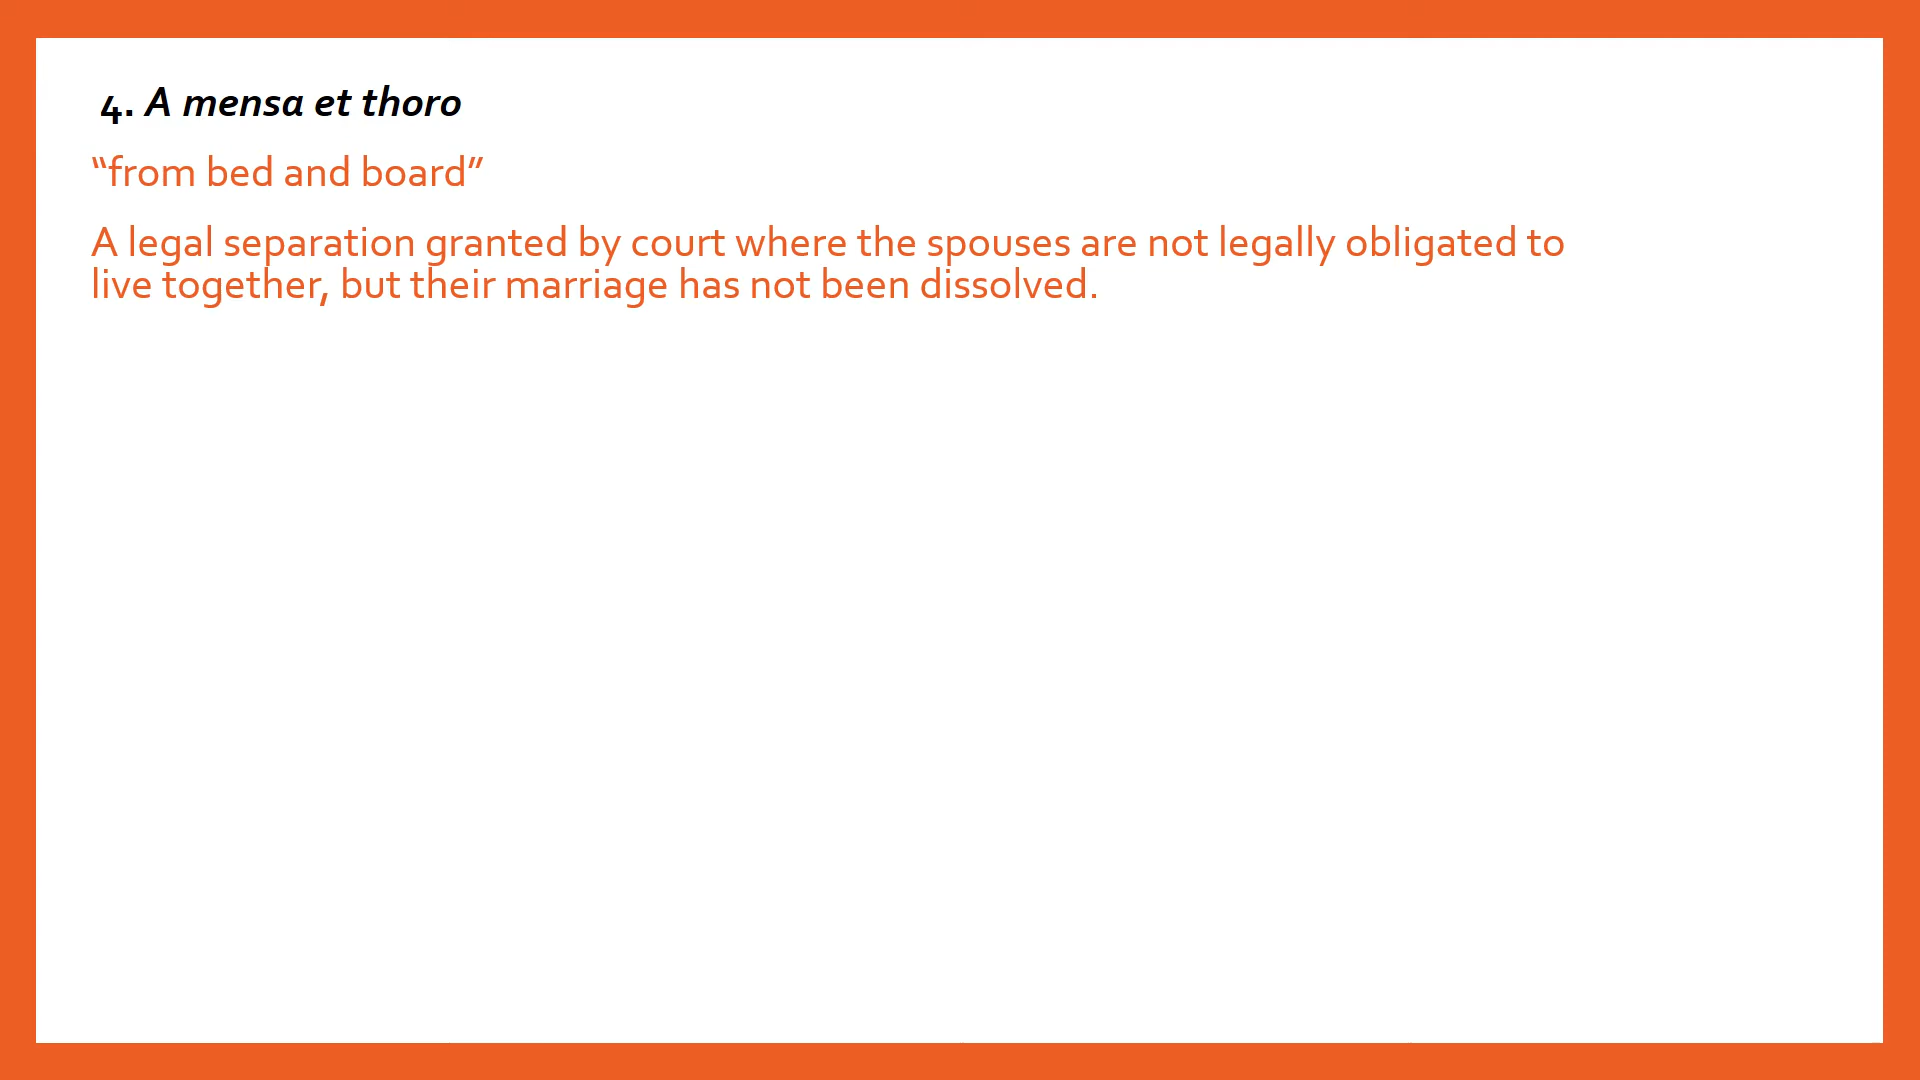 4. A mensa et thoro
“from bed and board”
A legal separation granted by court where the spouses are not legally obligated to
live together, but their marriage has not been dissolved.